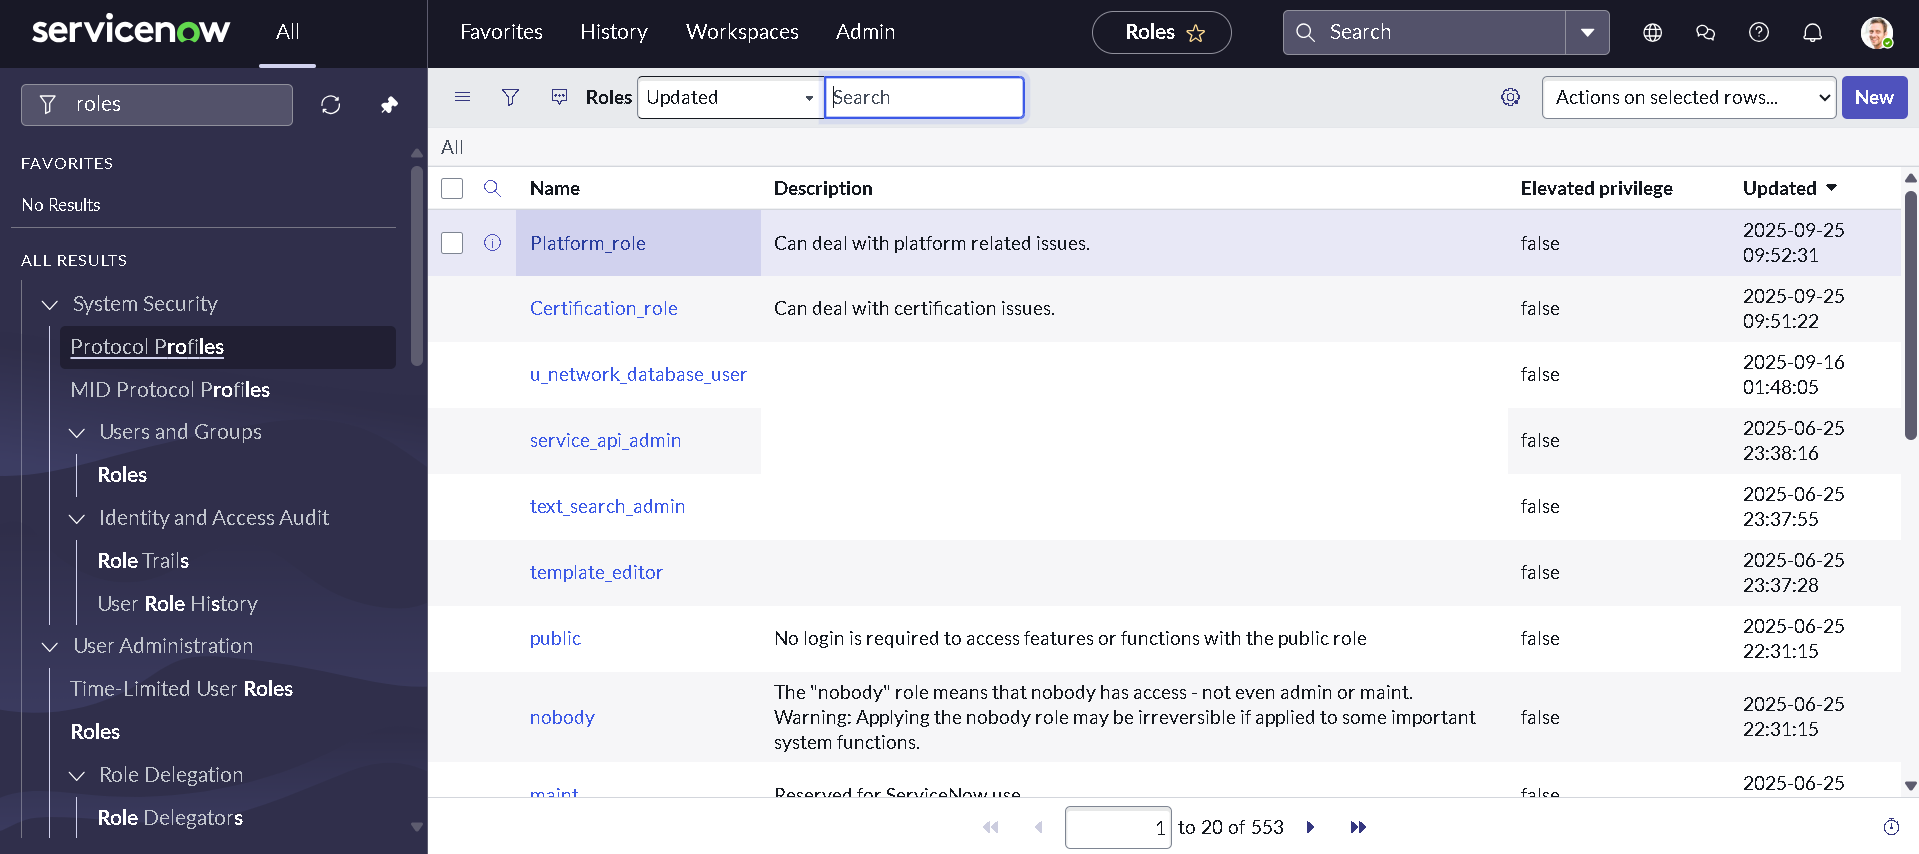 servicenow
All
Favorites
History
Workspaces
Admin
Roles
Search
roles
FAVORITES
No Results
ALL RESULTS
System Security
Protocol Profiles
MID Protocol Profiles
Users and Groups
Roles
Identity and Access Audit
Role Trails
User Role History
User Administration
Time-Limited User Roles
Roles
Role Delegation
Role Delegators
Roles
Updated
Search
Actions on selected rows...
New
All
Name
Description
Elevated privilege
Updated
Platform_role
Can deal with platform related issues.
false
2025-09-25
09:52:31
Certification_role
Can deal with certification issues.
false
2025-09-25
09:51:22
u_network_database_user
false
2025-09-16
01:48:05
service_api_admin
false
2025-06-25
23:38:16
text_search_admin
false
2025-06-25
23:37:55
template_editor
false
2025-06-25
23:37:28
public
No login is required to access features or functions with the public role
false
2025-06-25
22:31:15
nobody
The "nobody" role means that nobody has access - not even admin or maint.
Warning: Applying the nobody role may be irreversible if applied to some important
system functions.
false
2025-06-25
22:31:15
maint
Reserved for ServiceNow use
false
2025-06-25
1 to 20 of 553